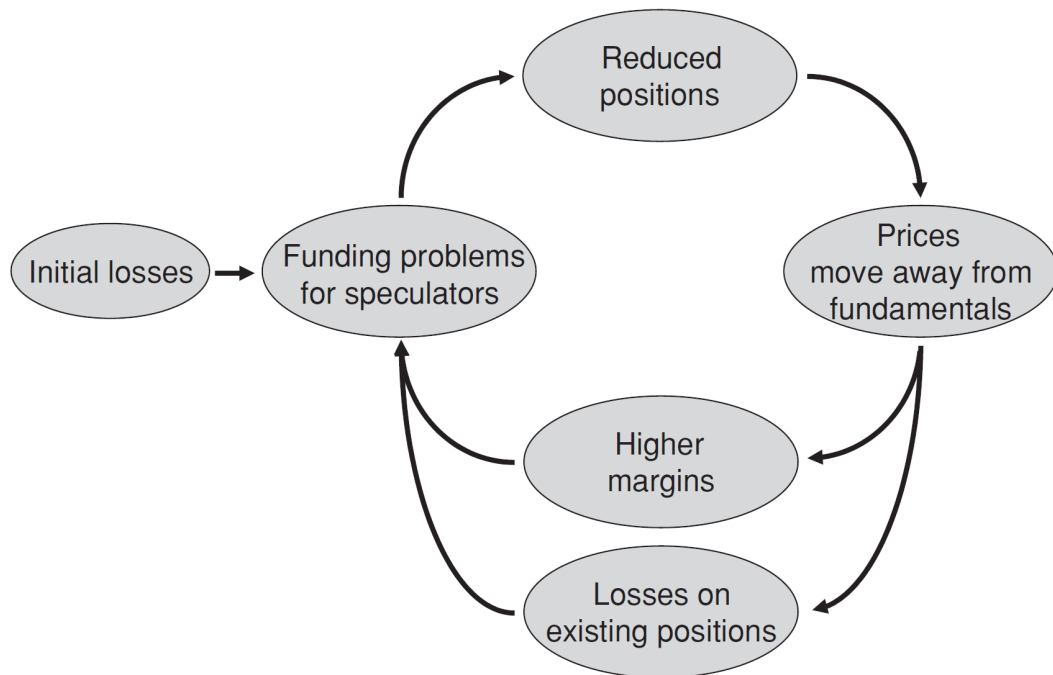 Reduced
positions
Initial losses
Funding problems
for speculators
Prices
move away from
fundamentals
Higher
margins
Losses on
existing positions